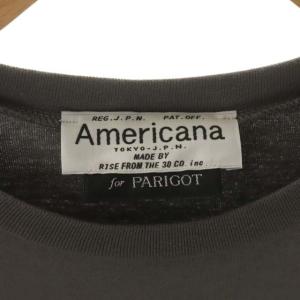 REG.J.P.N. PAT.OFF.
Americana
TOKYO-J.P.N.
MADE BY
RISE FROM THE 30 CO. inc
for PARIGOT